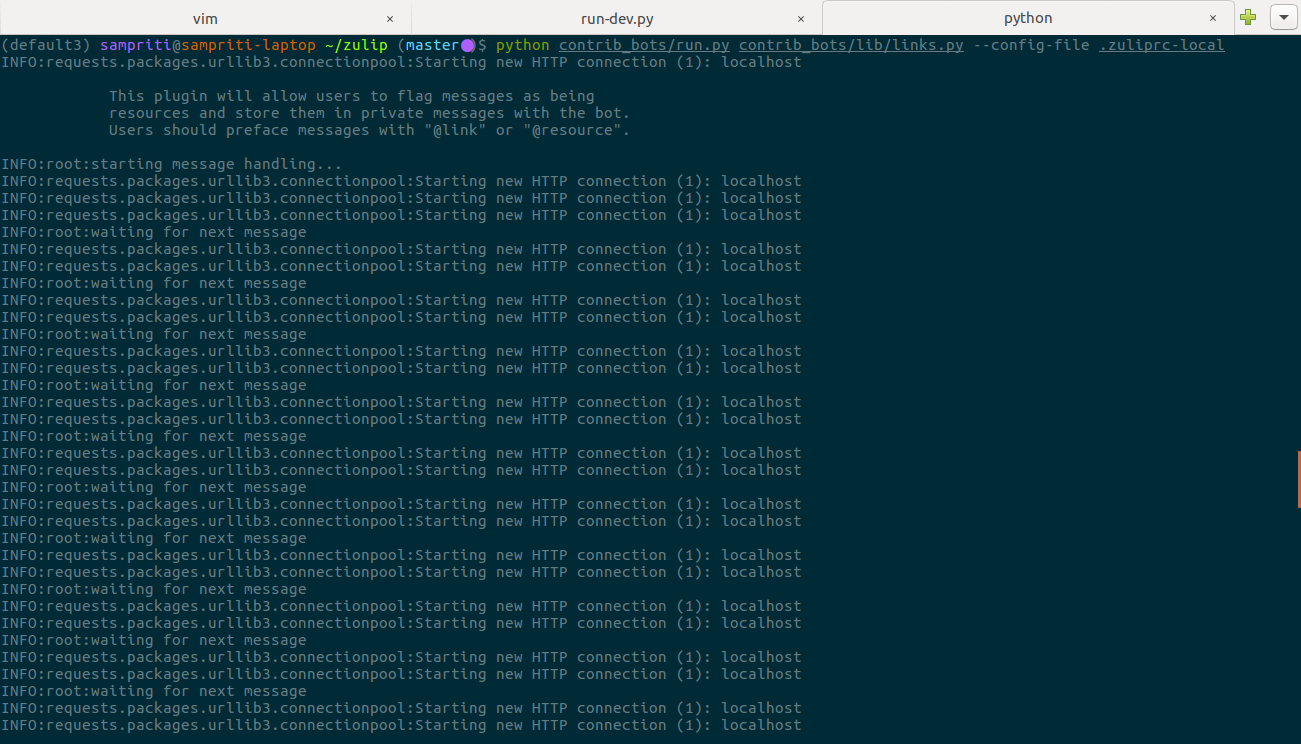 vim × run-dev.py × python ×
(default3) sampriti@sampriti-laptop ~/zulip (master●)$ python contrib_bots/run.py contrib_bots/lib/links.py --config-file .zuliprc-local
INFO:requests.packages.urllib3.connectionpool:Starting new HTTP connection (1): localhost
This plugin will allow users to flag messages as being
resources and store them in private messages with the bot.
Users should preface messages with "@link" or "@resource".
INFO:root:starting message handling...
INFO:requests.packages.urllib3.connectionpool:Starting new HTTP connection (1): localhost
INFO:requests.packages.urllib3.connectionpool:Starting new HTTP connection (1): localhost
INFO:requests.packages.urllib3.connectionpool:Starting new HTTP connection (1): localhost
INFO:root:waiting for next message
INFO:requests.packages.urllib3.connectionpool:Starting new HTTP connection (1): localhost
INFO:requests.packages.urllib3.connectionpool:Starting new HTTP connection (1): localhost
INFO:root:waiting for next message
INFO:requests.packages.urllib3.connectionpool:Starting new HTTP connection (1): localhost
INFO:requests.packages.urllib3.connectionpool:Starting new HTTP connection (1): localhost
INFO:root:waiting for next message
INFO:requests.packages.urllib3.connectionpool:Starting new HTTP connection (1): localhost
INFO:requests.packages.urllib3.connectionpool:Starting new HTTP connection (1): localhost
INFO:root:waiting for next message
INFO:requests.packages.urllib3.connectionpool:Starting new HTTP connection (1): localhost
INFO:requests.packages.urllib3.connectionpool:Starting new HTTP connection (1): localhost
INFO:root:waiting for next message
INFO:requests.packages.urllib3.connectionpool:Starting new HTTP connection (1): localhost
INFO:requests.packages.urllib3.connectionpool:Starting new HTTP connection (1): localhost
INFO:root:waiting for next message
INFO:requests.packages.urllib3.connectionpool:Starting new HTTP connection (1): localhost
INFO:requests.packages.urllib3.connectionpool:Starting new HTTP connection (1): localhost
INFO:root:waiting for next message
INFO:requests.packages.urllib3.connectionpool:Starting new HTTP connection (1): localhost
INFO:requests.packages.urllib3.connectionpool:Starting new HTTP connection (1): localhost
INFO:root:waiting for next message
INFO:requests.packages.urllib3.connectionpool:Starting new HTTP connection (1): localhost
INFO:requests.packages.urllib3.connectionpool:Starting new HTTP connection (1): localhost
INFO:root:waiting for next message
INFO:requests.packages.urllib3.connectionpool:Starting new HTTP connection (1): localhost
INFO:requests.packages.urllib3.connectionpool:Starting new HTTP connection (1): localhost
INFO:root:waiting for next message
INFO:requests.packages.urllib3.connectionpool:Starting new HTTP connection (1): localhost
INFO:requests.packages.urllib3.connectionpool:Starting new HTTP connection (1): localhost